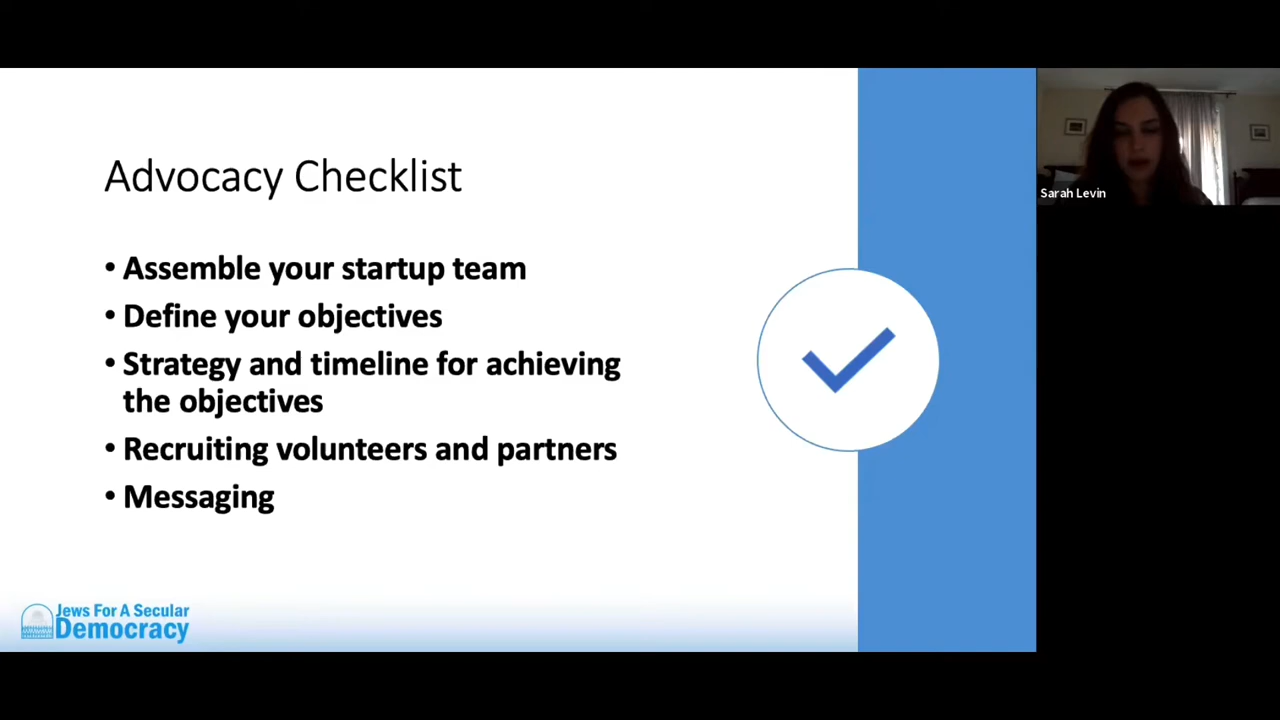 Advocacy Checklist
• Assemble your startup team
• Define your objectives
• Strategy and timeline for achieving
the objectives
• Recruiting volunteers and partners
• Messaging
Jews For A Secular
Democracy
Sarah Levin